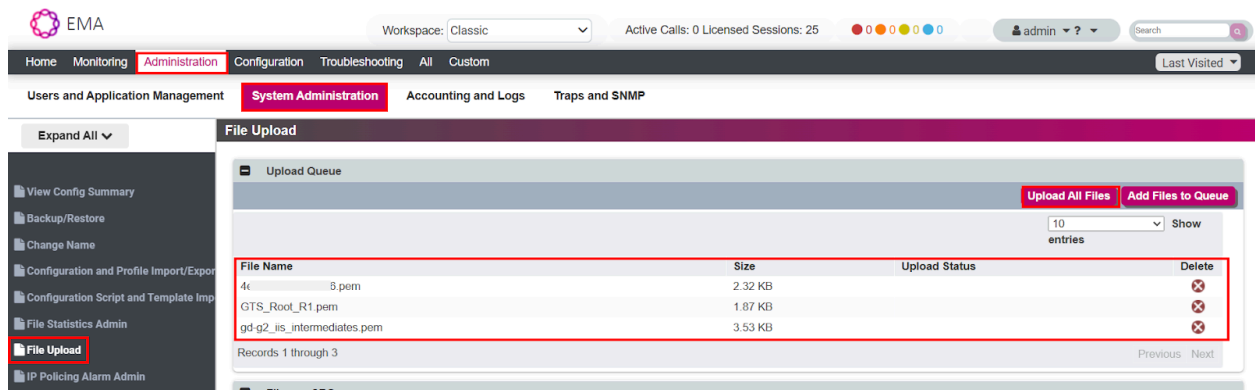 EMA
Workspace: Classic
Active Calls: 0 Licensed Sessions: 25
0 0 0 0
admin ?
Search
Home Monitoring Administration Configuration Troubleshooting All Custom
Last Visited
Users and Application Management System Administration Accounting and Logs Traps and SNMP
Expand All
File Upload
View Config Summary
Backup/Restore
Change Name
Configuration and Profile Import/Expor
Configuration Script and Template Imp
File Statistics Admin
File Upload
IP Policing Alarm Admin
Upload Queue
Upload All Files Add Files to Queue
10 Show
entries
File Name Size Upload Status Delete
6.pem 2.32 KB
GTS_Root_R1.pem 1.87 KB
gd-g2_iis_intermediates.pem 3.53 KB
Records 1 through 3
Previous Next